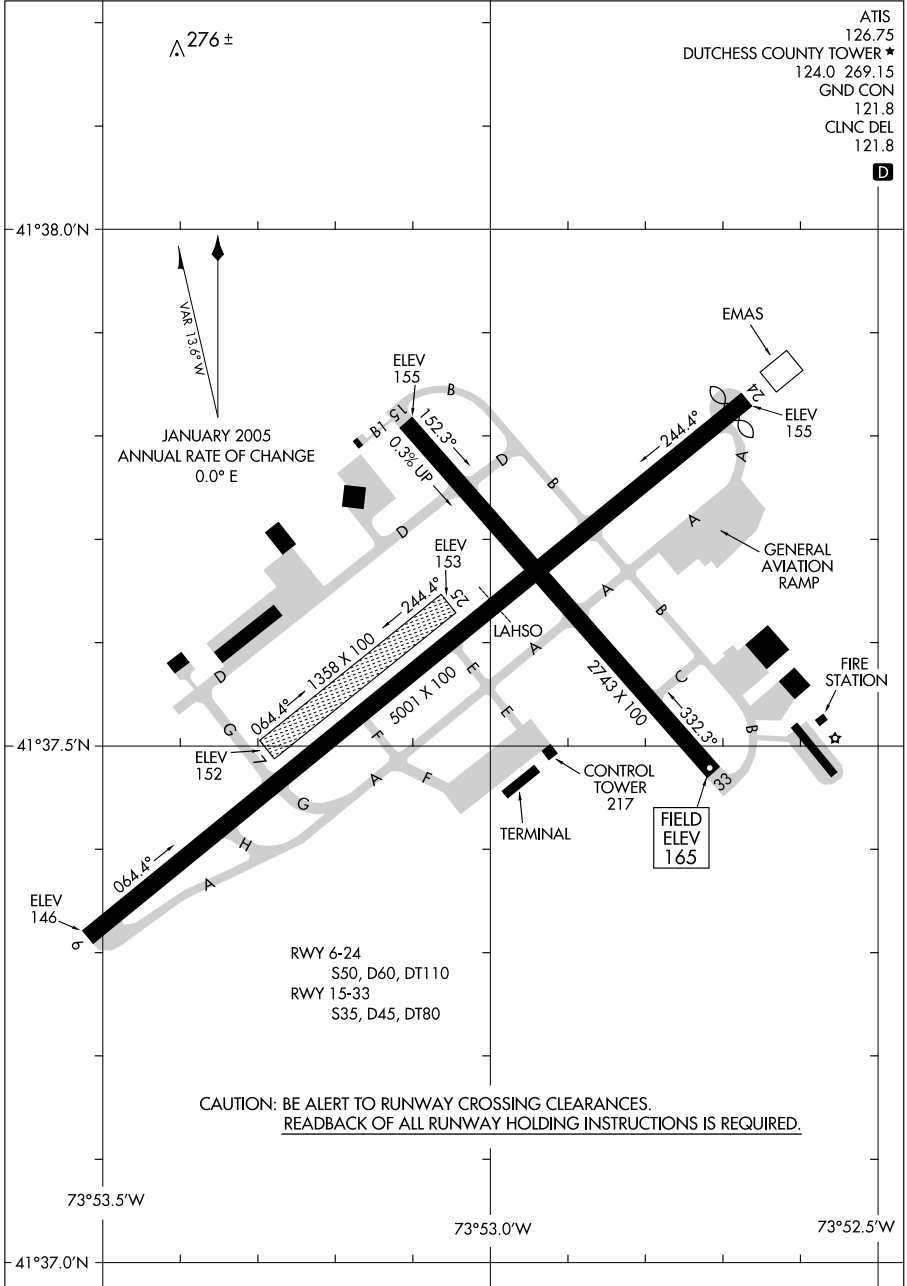 276 ±
ATIS
126.75
DUTCHESS COUNTY TOWER ★
124.0 269.15
GND CON
121.8
CLNC DEL
121.8
D
41°38.0'N
VAR 13.6° W
JANUARY 2005
ANNUAL RATE OF CHANGE
0.0° E
EMAS
ELEV
155
B
15
B1
152.3°
0.3% UP
24
ELEV
155
244.4°
A
D
B
D
A
GENERAL
AVIATION
RAMP
ELEV
153
25
244.4°
LAHSO
A
B
1358 X 100
064.4°
5001 X 100
A
2743 X 100
E
E
C
332.3°
FIRE
STATION
D
G
F
B
41°37.5'N
ELEV
152
7
G
A
F
CONTROL
TOWER
217
TERMINAL
33
FIELD
ELEV
165
H
A
064.4°
ELEV
146
6
RWY 6-24
S50, D60, DT110
RWY 15-33
S35, D45, DT80
CAUTION: BE ALERT TO RUNWAY CROSSING CLEARANCES.
READBACK OF ALL RUNWAY HOLDING INSTRUCTIONS IS REQUIRED.
73°53.5'W
73°53.0'W
73°52.5'W
41°37.0'N